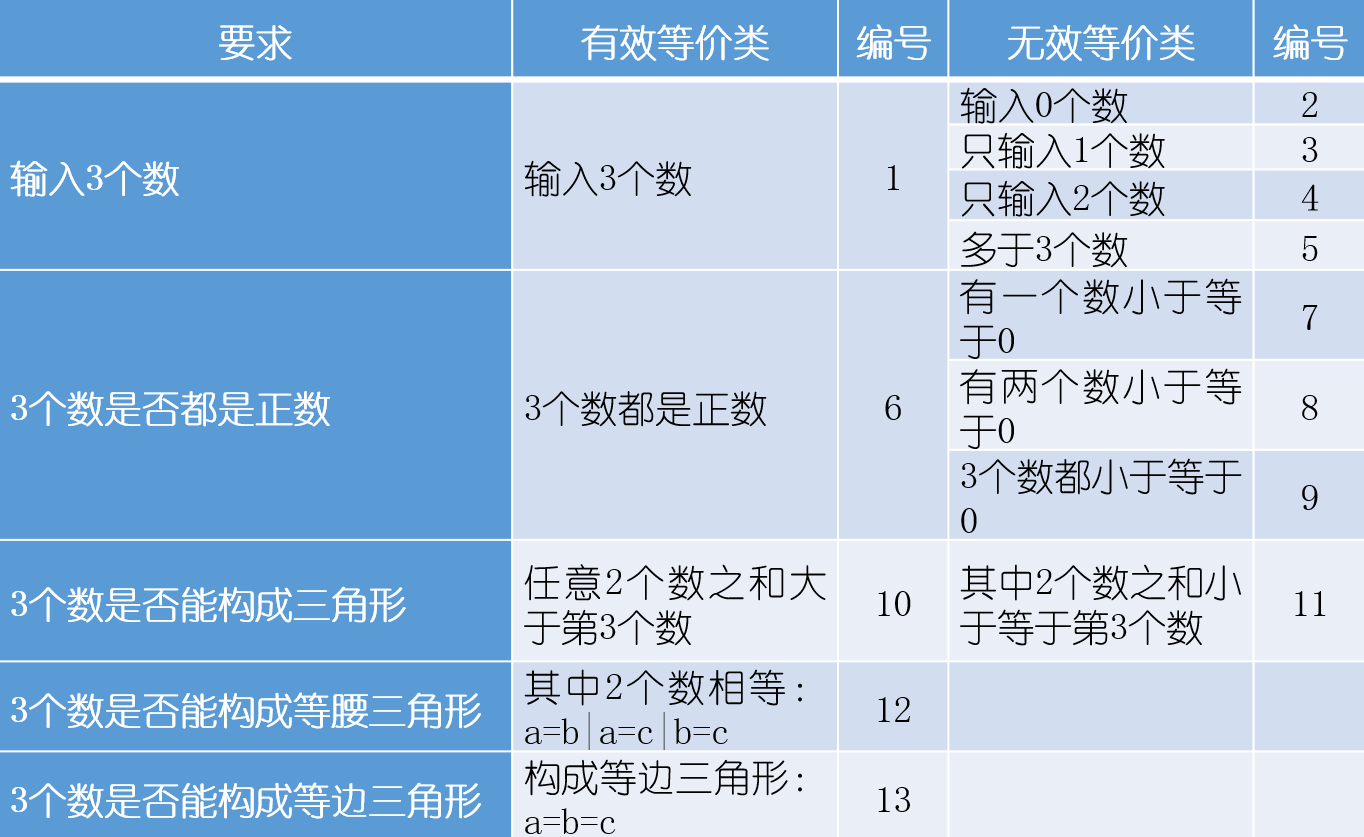 要求
有效等价类
编号
无效等价类
编号
输入3个数
输入3个数
1
输入0个数
2
只输入1个数
3
只输入2个数
4
多于3个数
5
3个数是否都是正数
3个数都是正数
6
有一个数小于等
于0
7
有两个数小于等
于0
8
3个数都小于等于
0
9
3个数是否能构成三角形
任意2个数之和大
于第3个数
10
其中2个数之和小
于等于第3个数
11
3个数是否能构成等腰三角形
其中2个数相等：
a=b|a=c|b=c
12
3个数是否能构成等边三角形
构成等边三角形：
a=b=c
13